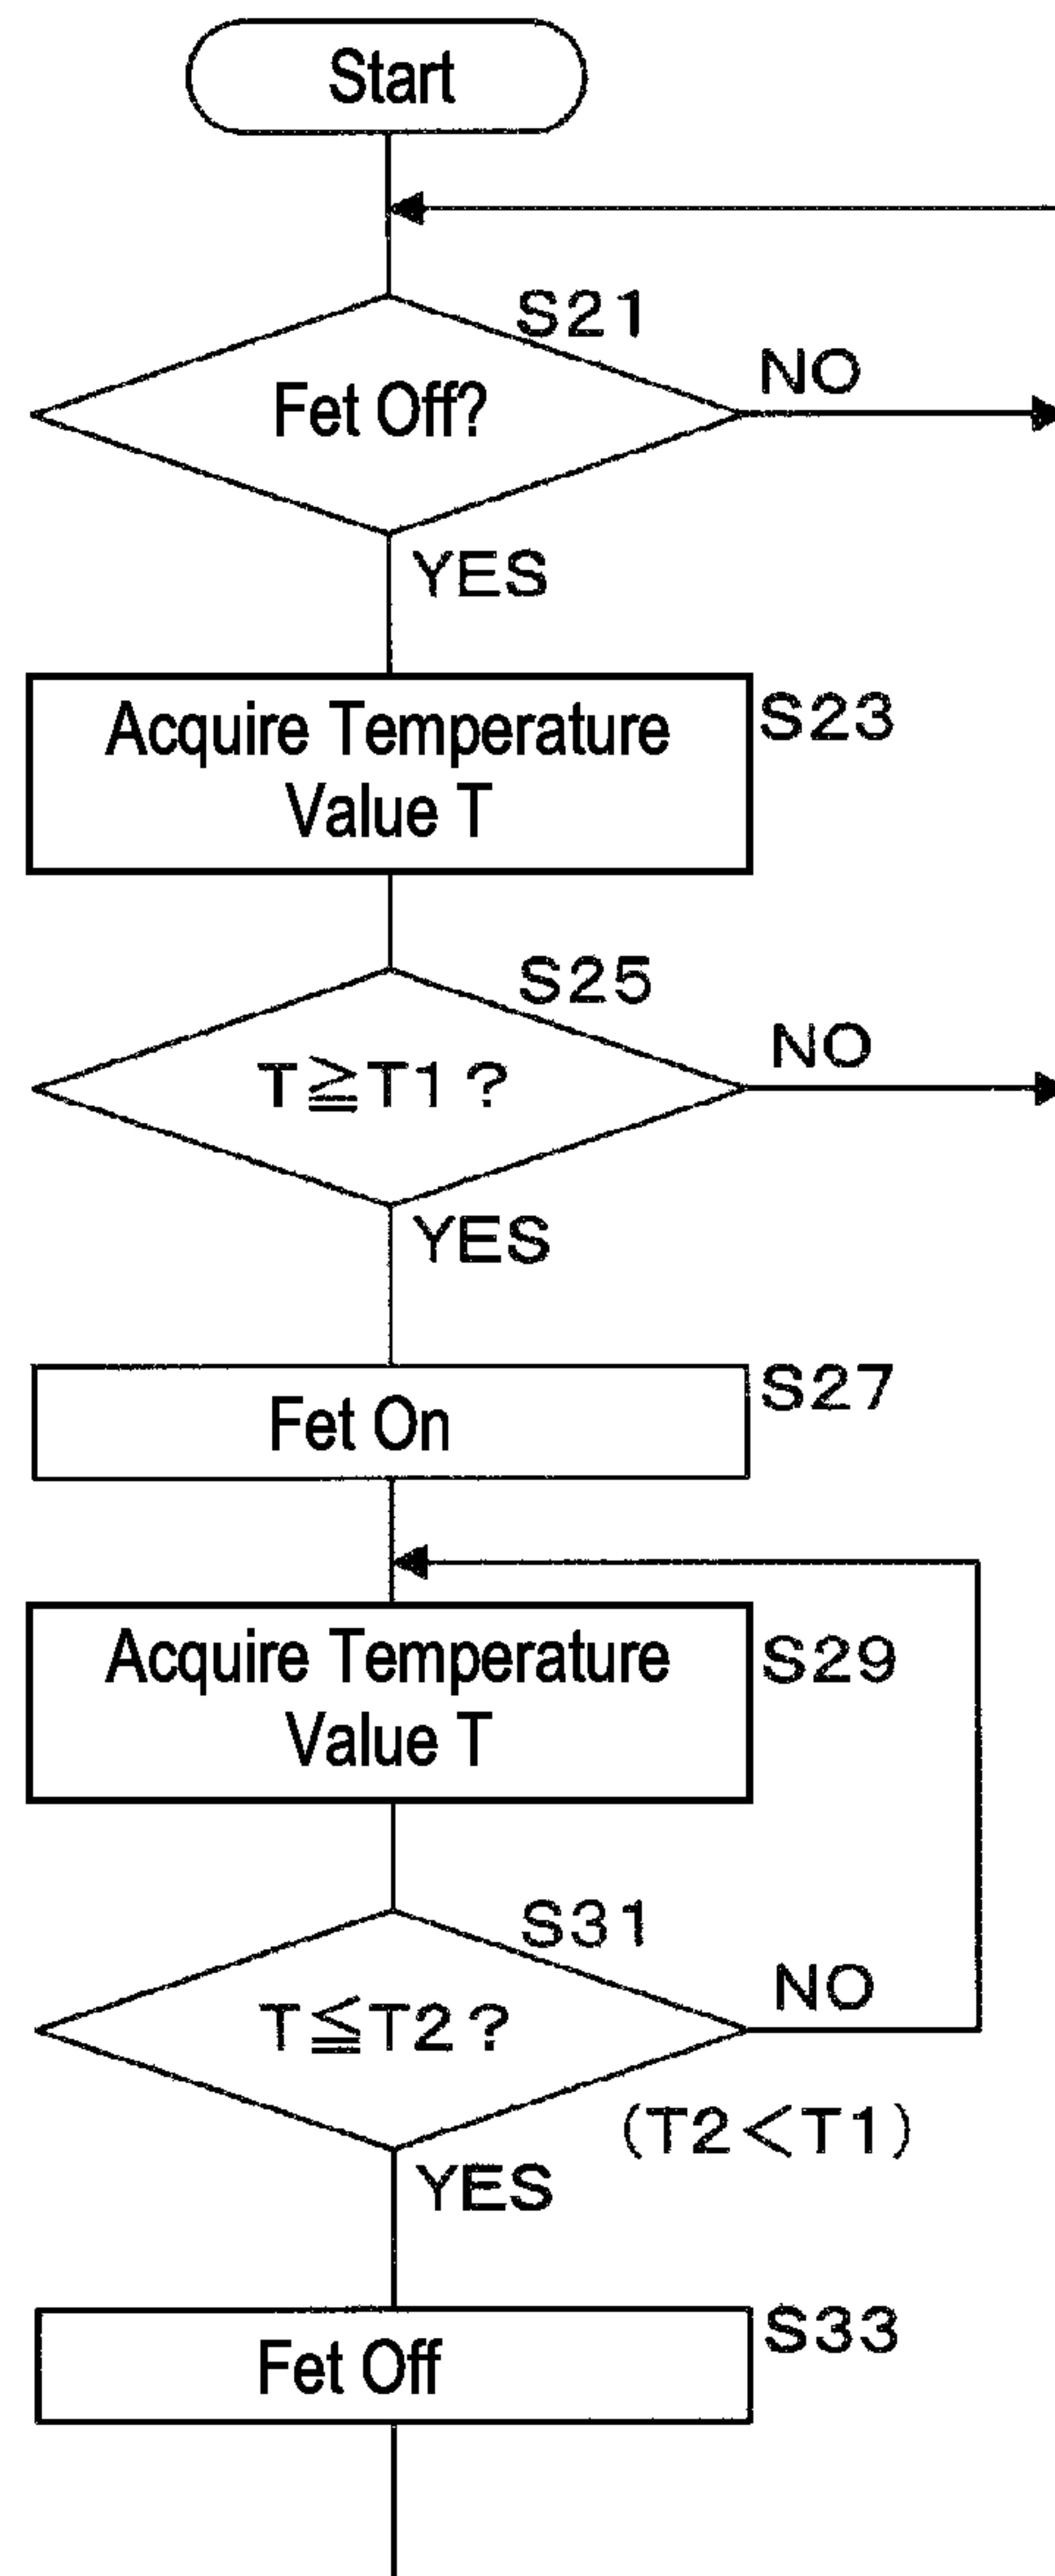 Start
S21
Fet Off?
NO
YES
Acquire Temperature
Value T
S23
S25
T≧T1?
NO
YES
Fet On
S27
Acquire Temperature
Value T
S29
S31
T≦T2?
NO
(T2<T1)
YES
Fet Off
S33